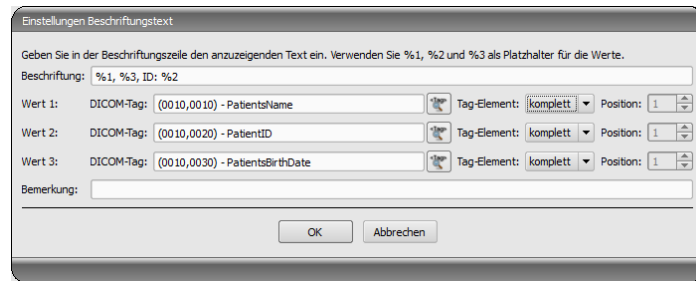 Einstellungen Beschriftungstext
Geben Sie in der Beschriftungszeile den anzuzeigenden Text ein. Verwenden Sie %1, %2 und %3 als Platzhalter für die Werte.
Beschriftung: %1, %3, ID: %2
Wert 1: DICOM-Tag: (0010,0010) - PatientsName Tag-Element: komplett Position: 1
Wert 2: DICOM-Tag: (0010,0020) - PatientID Tag-Element: komplett Position: 1
Wert 3: DICOM-Tag: (0010,0030) - PatientsBirthDate Tag-Element: komplett Position: 1
Bemerkung:
OK Abbrechen